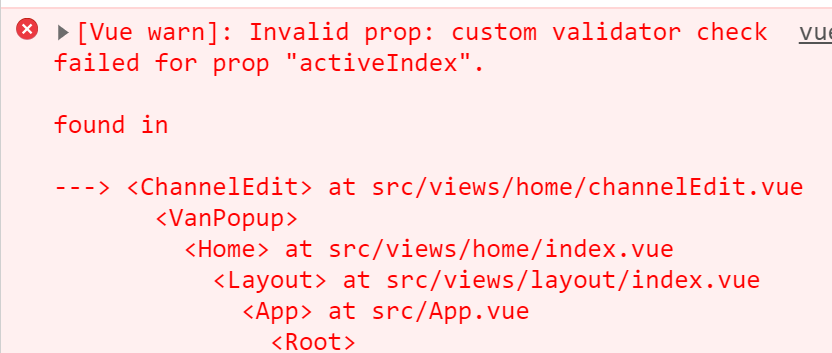 [Vue warn]: Invalid prop: custom validator check vue
failed for prop "activeIndex".
found in
---> <ChannelEdit> at src/views/home/channelEdit.vue
<VanPopup>
<Home> at src/views/home/index.vue
<Layout> at src/views/layout/index.vue
<App> at src/App.vue
<Root>